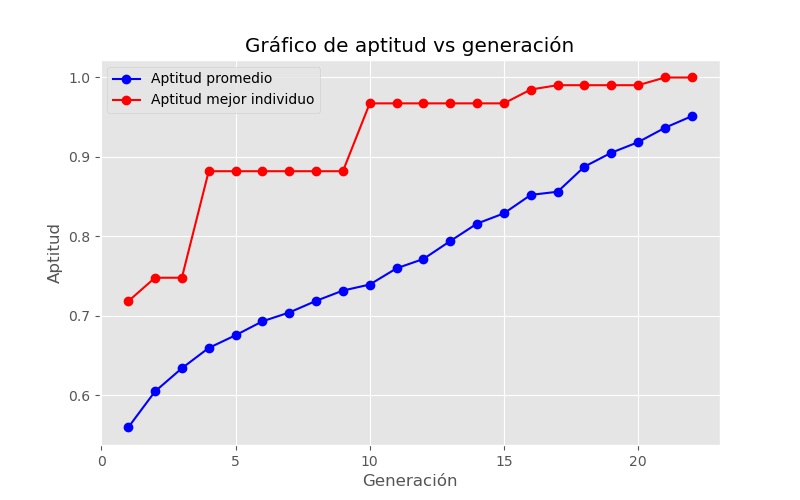 Gráfico de aptitud vs generación
Aptitud promedio
Aptitud mejor individuo
1.0
0.9
0.8
0.7
0.6
Aptitud
0
5
10
15
20
Generación